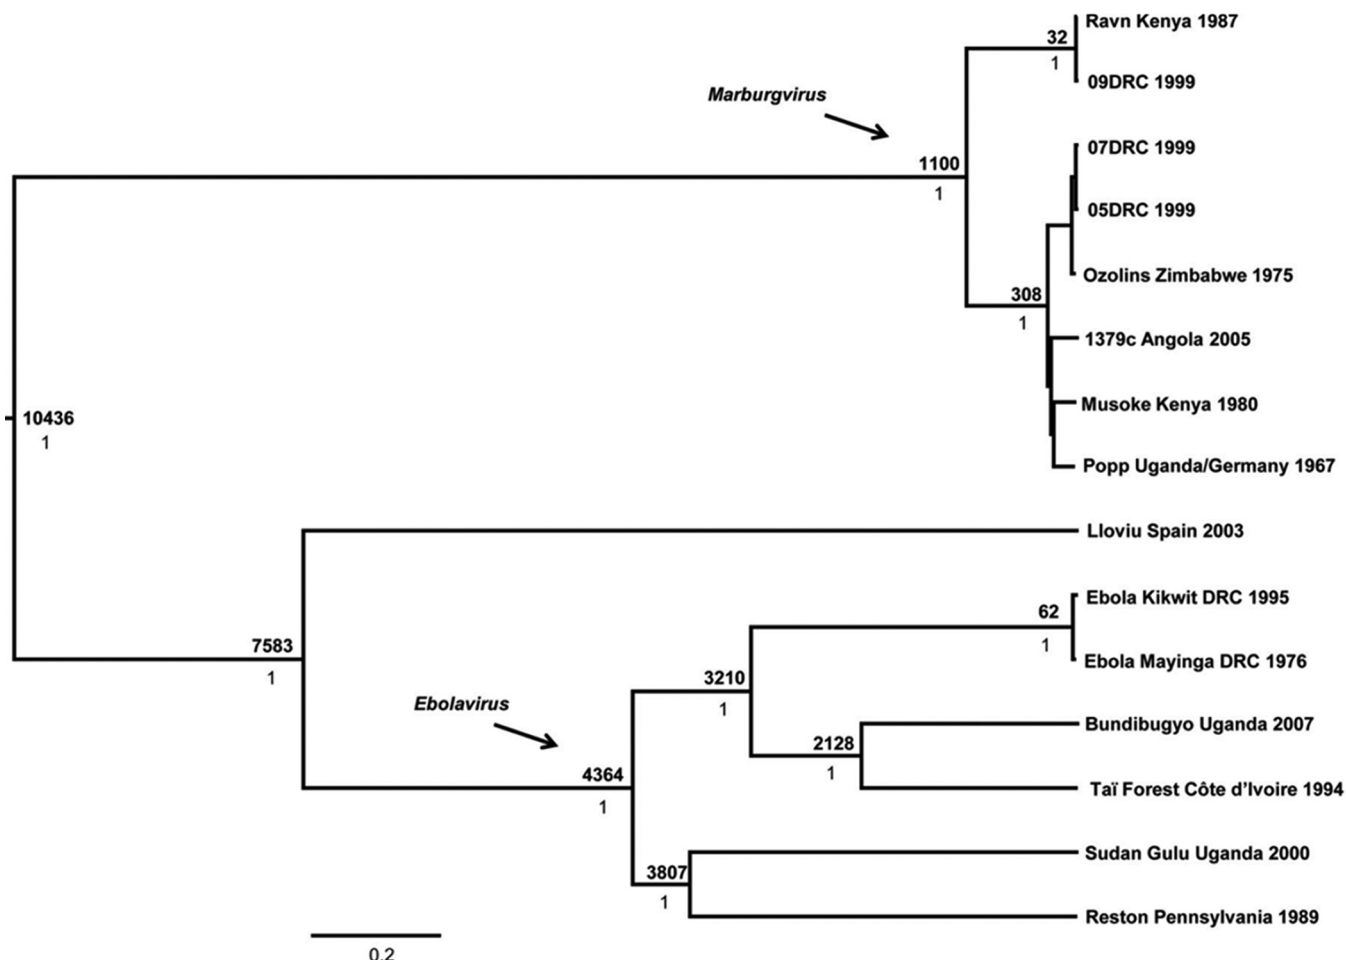 Ravn Kenya 1987
32
1
09DRC 1999
Marburgvirus
07DRC 1999
1100
1
05DRC 1999
Ozolins Zimbabwe 1975
308
1
1379c Angola 2005
Musoke Kenya 1980
10436
1
Popp Uganda/Germany 1967
Lloviu Spain 2003
Ebola Kikwit DRC 1995
62
1
7583
1
Ebola Mayinga DRC 1976
3210
1
Ebolavirus
Bundibugyo Uganda 2007
2128
1
4364
1
Taï Forest Côte d’Ivoire 1994
Sudan Gulu Uganda 2000
3807
1
Reston Pennsylvania 1989
0.2